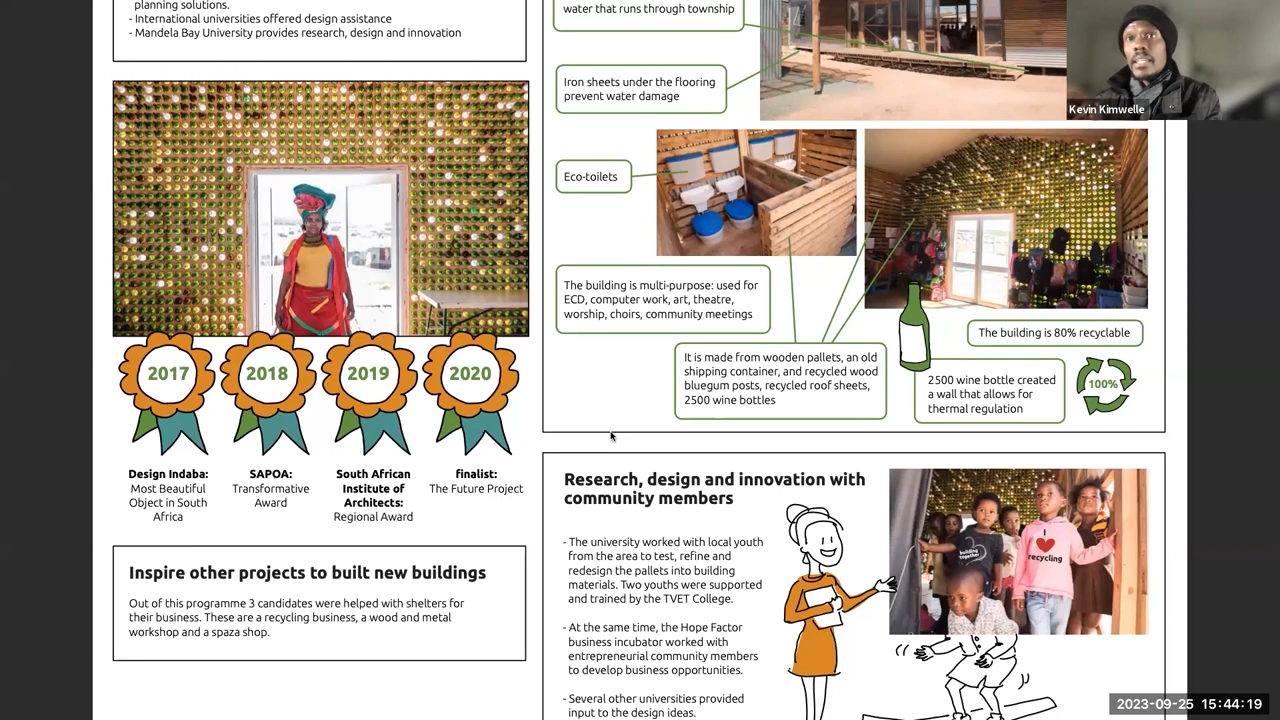 planning solutions.
- International universities offered design assistance
- Mandela Bay University provides research, design and innovation
2017
2018
2019
2020
Design Indaba:
Most Beautiful
Object in South
Africa
SAPOA:
Transformative
Award
South African
Institute of
Architects:
Regional Award
finalist:
The Future Project
Inspire other projects to built new buildings
Out of this programme 3 candidates were helped with shelters for
their business. These are a recycling business, a wood and metal
workshop and a spaza shop.
water that runs through township
Iron sheets under the flooring
prevent water damage
Eco-toilets
The building is multi-purpose: used for
ECD, computer work, art, theatre,
worship, choirs, community meetings
It is made from wooden pallets, an old
shipping container, and recycled wood
bluegum posts, recycled roof sheets,
2500 wine bottles
The building is 80% recyclable
2500 wine bottle created
a wall that allows for
thermal regulation
100%
Research, design and innovation with
community members
- The university worked with local youth
from the area to test, refine and
redesign the pallets into building
materials. Two youths were supported
and trained by the TVET College.
- At the same time, the Hope Factor
business incubator worked with
entrepreneurial community members
to develop business opportunities.
- Several other universities provided
input to the design ideas.
building
together
I
recycling
Kevin Kimwelle
2023-09-25 15:44:19